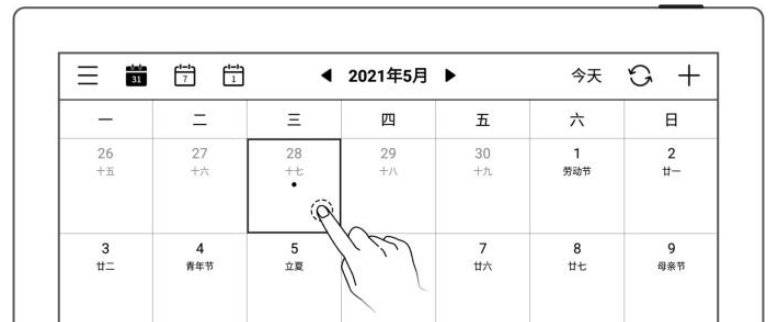 31 7 1 2021年5月 今天
一 二 三 四 五 六 日
26 27 28 29 30 1 2
十五 十六 十七 十八 十九 劳动节 廿一
3 4 5 7 8 9
廿二 青年节 立夏 廿六 廿七 母亲节